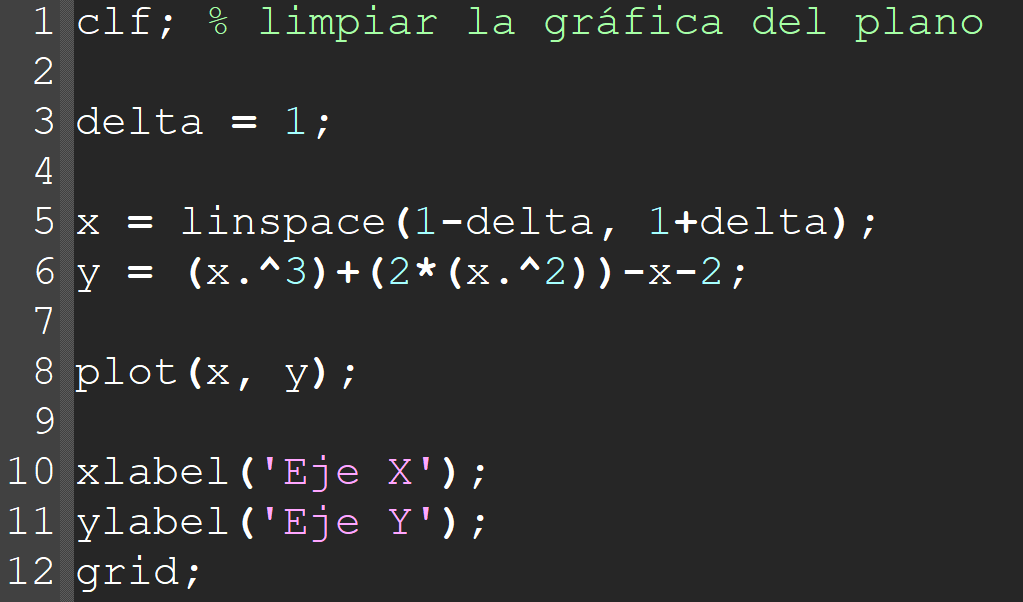 1 clf; % limpiar la gráfica del plano
2
3 delta = 1;
4
5 x = linspace(1-delta, 1+delta);
6 y = (x.^3)+(2*(x.^2))-x-2;
7
8 plot(x, y);
9
10 xlabel('Eje X');
11 ylabel('Eje Y');
12 grid;